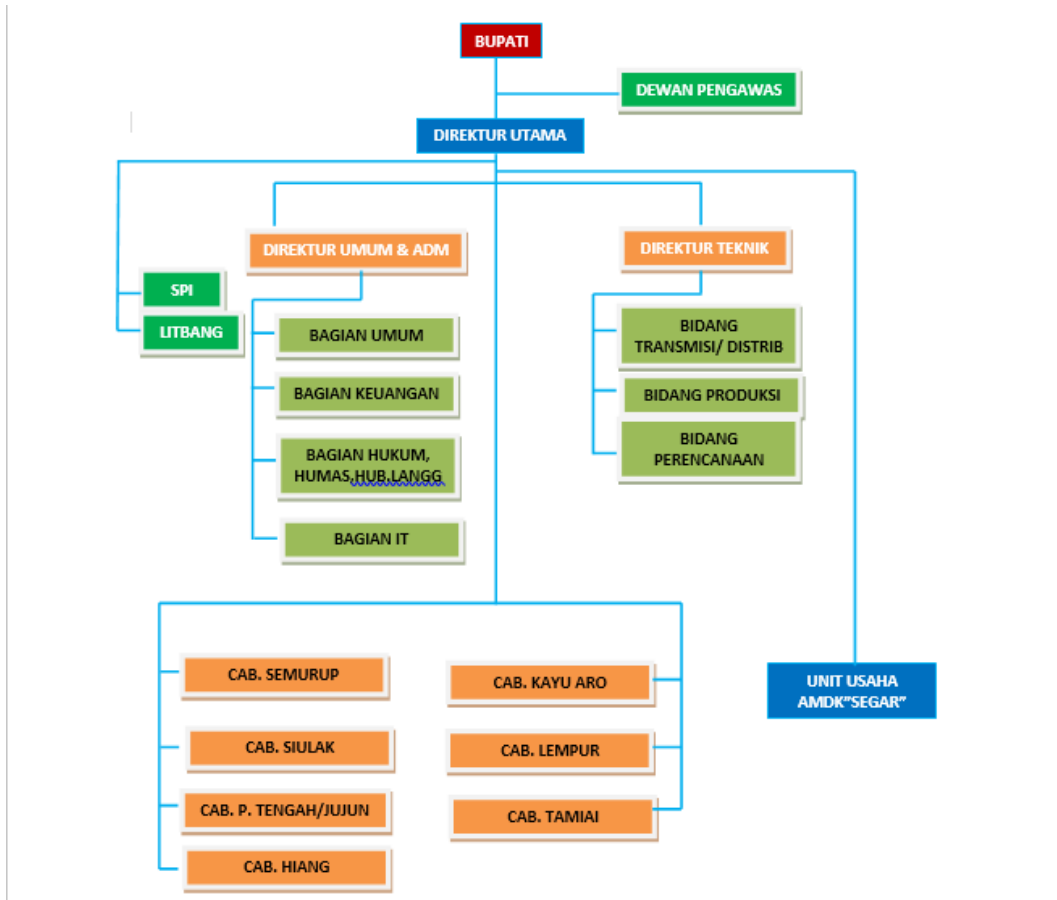 BUPATI
DEWAN PENGAWAS
DIREKTUR UTAMA
DIREKTUR UMUM & ADM
DIREKTUR TEKNIK
SPI
LITBANG
BAGIAN UMUM
BAGIAN KEUANGAN
BAGIAN HUKUM,
HUMAS,HUB,LANGG
BAGIAN IT
BIDANG
TRANSMISI/ DISTRIB
BIDANG PRODUKSI
BIDANG
PERENCANAAN
CAB. SEMURUP
CAB. SIULAK
CAB. P. TENGAH/JUJUN
CAB. HIANG
CAB. KAYU ARO
CAB. LEMPUR
CAB. TAMIAI
UNIT USAHA
AMDK”SEGAR”